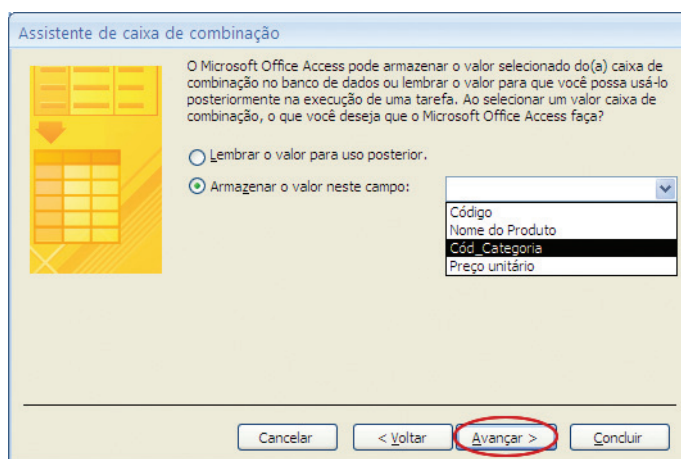 Assistente de caixa de combinação
O Microsoft Office Access pode armazenar o valor selecionado do(a) caixa de
combinação no banco de dados ou lembrar o valor para que você possa usá-lo
posteriormente na execução de uma tarefa. Ao selecionar um valor caixa de
combinação, o que você deseja que o Microsoft Office Access faça?
Lembrar o valor para uso posterior.
Armazenar o valor neste campo:
Código
Nome do Produto
Cód_Categoria
Preço unitário
Cancelar
< Voltar
Avançar >
Concluir